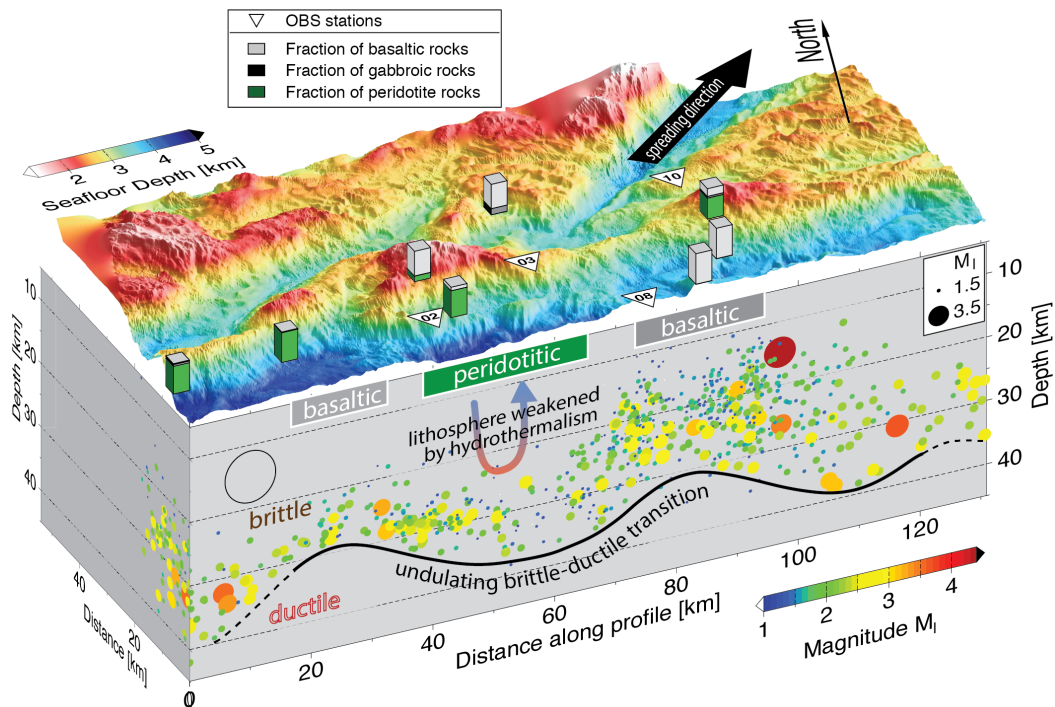 OBS stations
Fraction of basaltic rocks
Fraction of gabbroic rocks
Fraction of peridotite rocks
North
spreading direction
2 3 4 5
Seafloor Depth [km]
10
03
02
08
Ml
1.5
3.5
10
20
30
40
Depth [km]
10
20
30
40
Depth [km]
basaltic
peridotitic
basaltic
lithosphere weakened
by hydrothermalism
brittle
ductile
undulating brittle-ductile transition
40
20
0
Distance [km]
0 20 40 60 80 100 120
Distance along profile [km]
1 2 3 4
Magnitude Ml